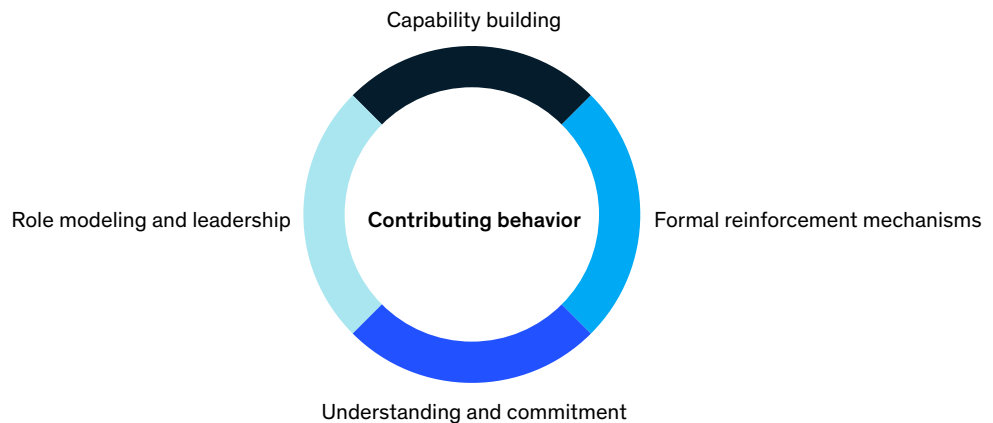 Capability building
Role modeling and leadership
Contributing behavior
Formal reinforcement mechanisms
Understanding and commitment